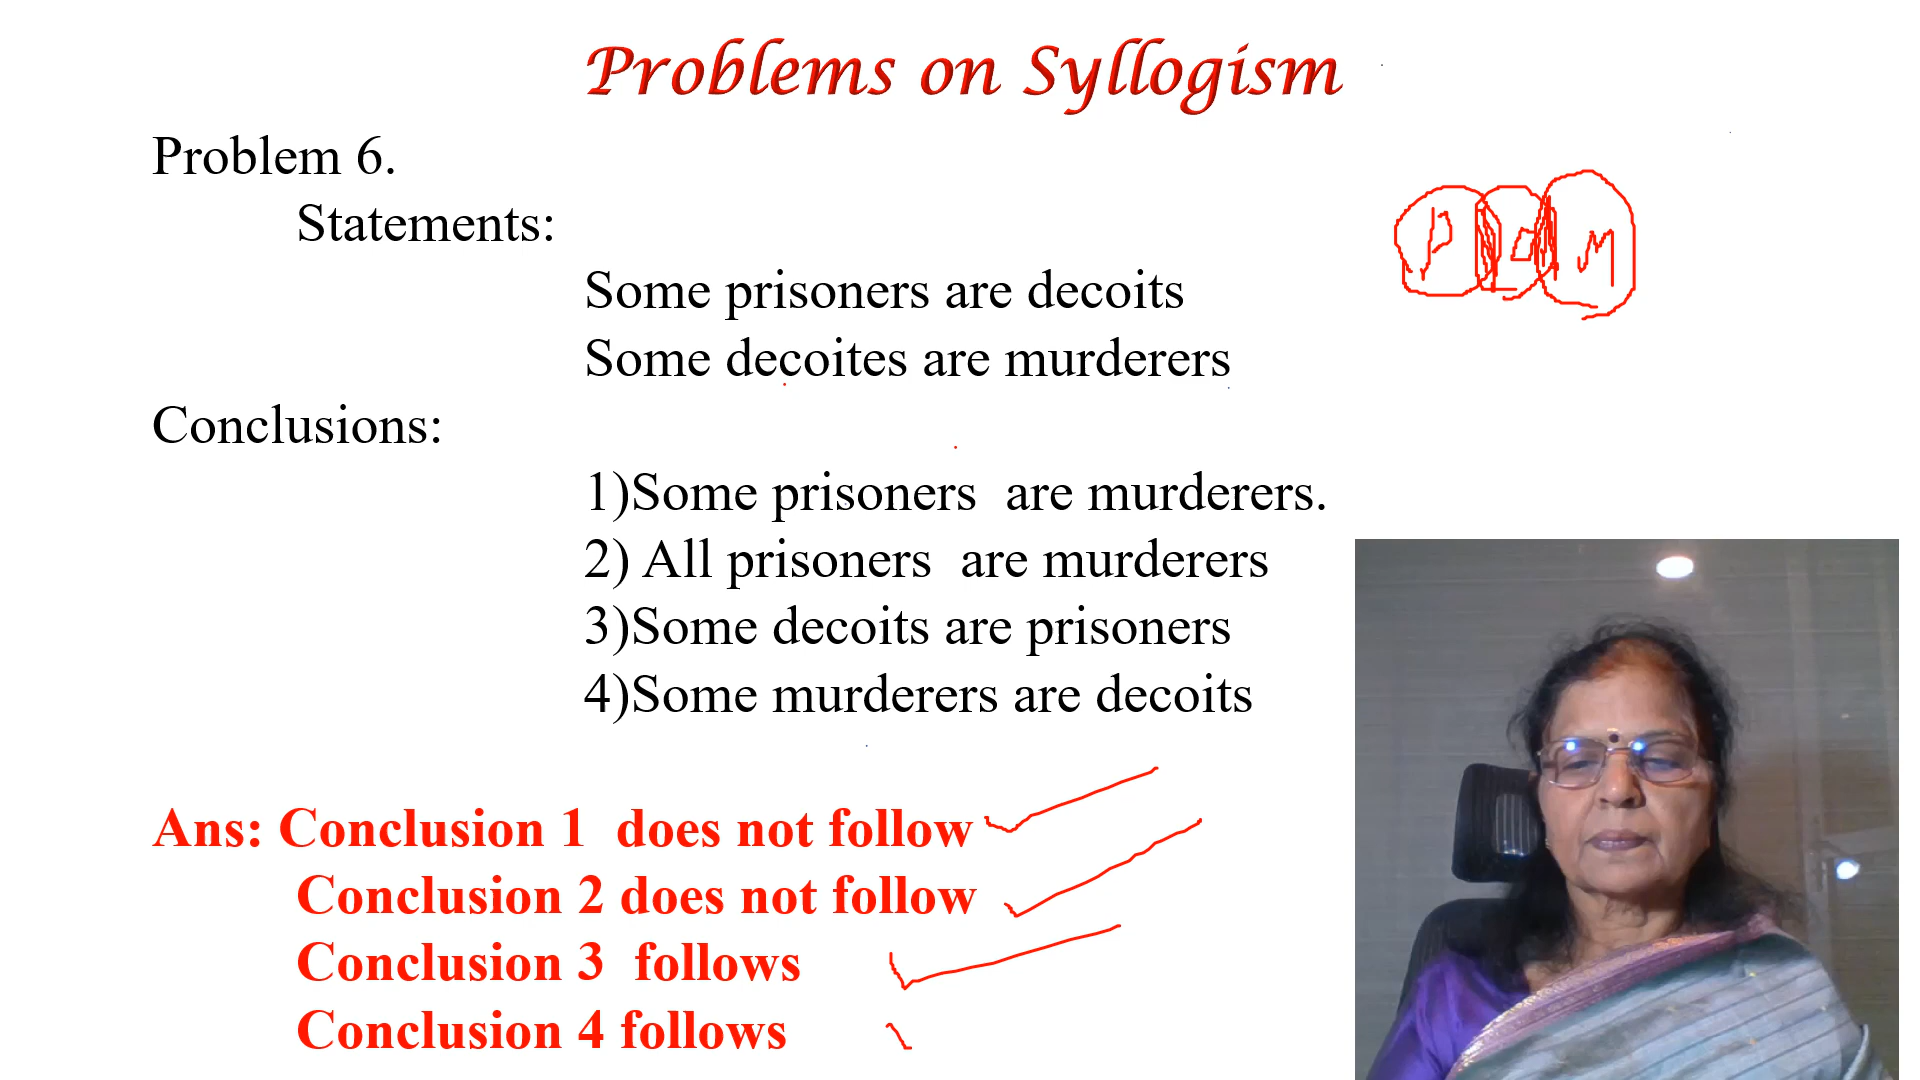 Problems on Syllogism
Problem 6.
Statements:
Some prisoners are decoits
Some decoites are murderers
Conclusions:
1)Some prisoners are murderers.
2) All prisoners are murderers
3)Some decoits are prisoners
4)Some murderers are decoits
Ans: Conclusion 1 does not follow
Conclusion 2 does not follow
Conclusion 3 follows
Conclusion 4 follows
P D M